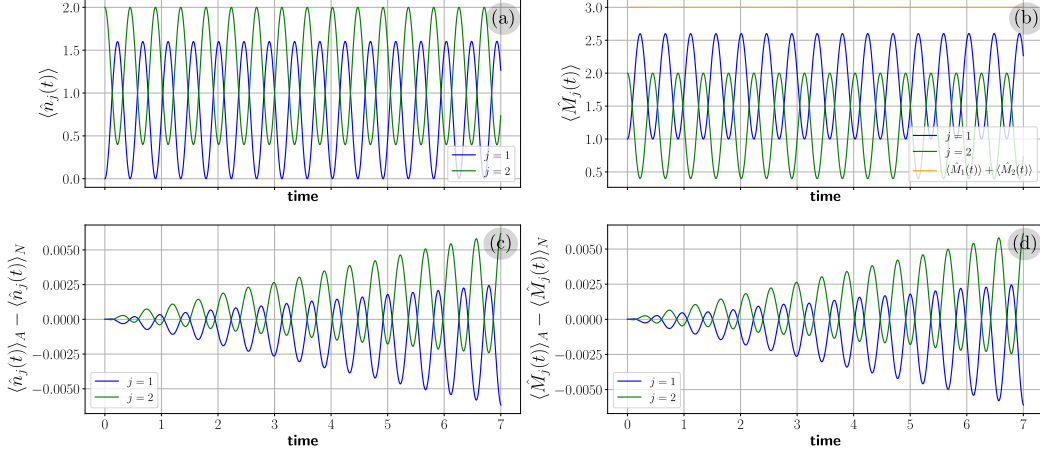 ⟨n̂_j(t)⟩
2.0
1.5
1.0
0.5
0.0
(a)
j = 1
j = 2
time
⟨M̂_j(t)⟩
3.0
2.5
2.0
1.5
1.0
0.5
(b)
j = 1
j = 2
⟨M̂_1(t)⟩ + ⟨M̂_2(t)⟩
time
⟨n̂_j(t)⟩_A − ⟨n̂_j(t)⟩_N
0.0050
0.0025
0.0000
−0.0025
−0.0050
(c)
j = 1
j = 2
0 1 2 3 4 5 6 7
time
⟨M̂_j(t)⟩_A − ⟨M̂_j(t)⟩_N
0.0050
0.0025
0.0000
−0.0025
−0.0050
(d)
j = 1
j = 2
0 1 2 3 4 5 6 7
time